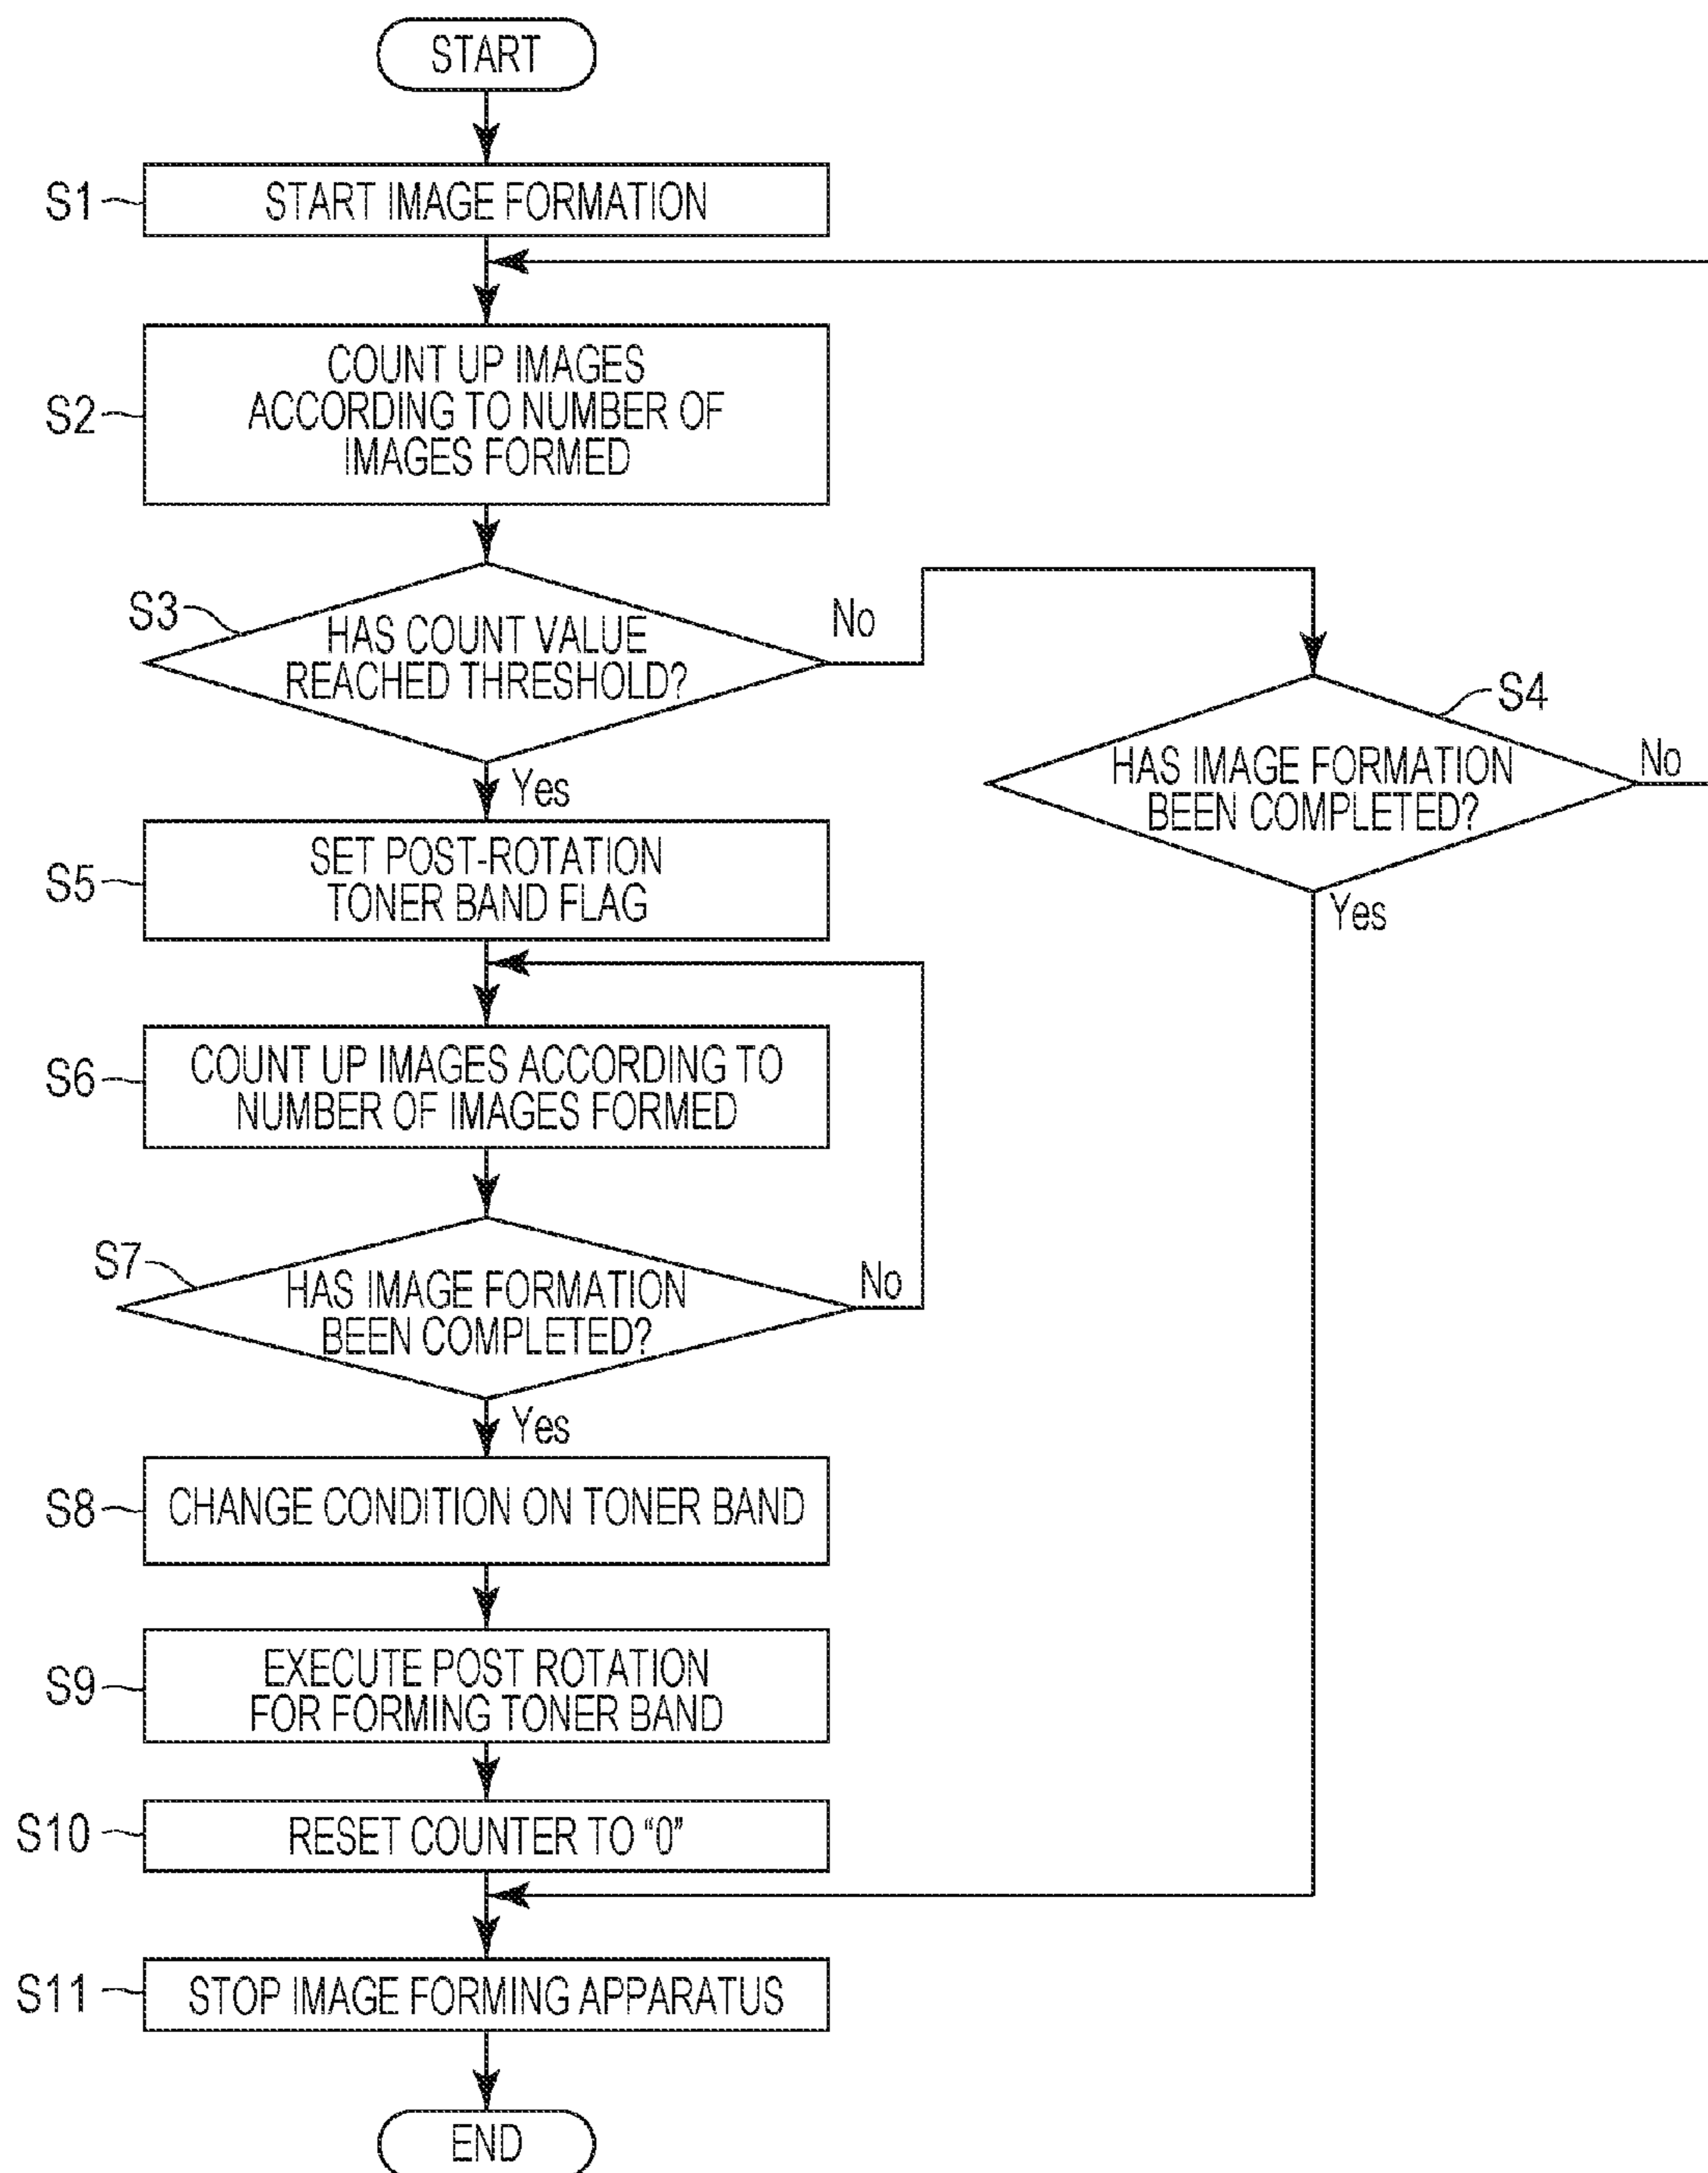 START
S1
START IMAGE FORMATION
S2
COUNT UP IMAGES
ACCORDING TO NUMBER OF
IMAGES FORMED
S3
HAS COUNT VALUE
REACHED THRESHOLD?
No
S4
HAS IMAGE FORMATION
BEEN COMPLETED?
No
Yes
Yes
S5
SET POST-ROTATION
TONER BAND FLAG
S6
COUNT UP IMAGES ACCORDING TO
NUMBER OF IMAGES FORMED
S7
HAS IMAGE FORMATION
BEEN COMPLETED?
No
Yes
S8
CHANGE CONDITION ON TONER BAND
S9
EXECUTE POST ROTATION
FOR FORMING TONER BAND
S10
RESET COUNTER TO “0”
S11
STOP IMAGE FORMING APPARATUS
END